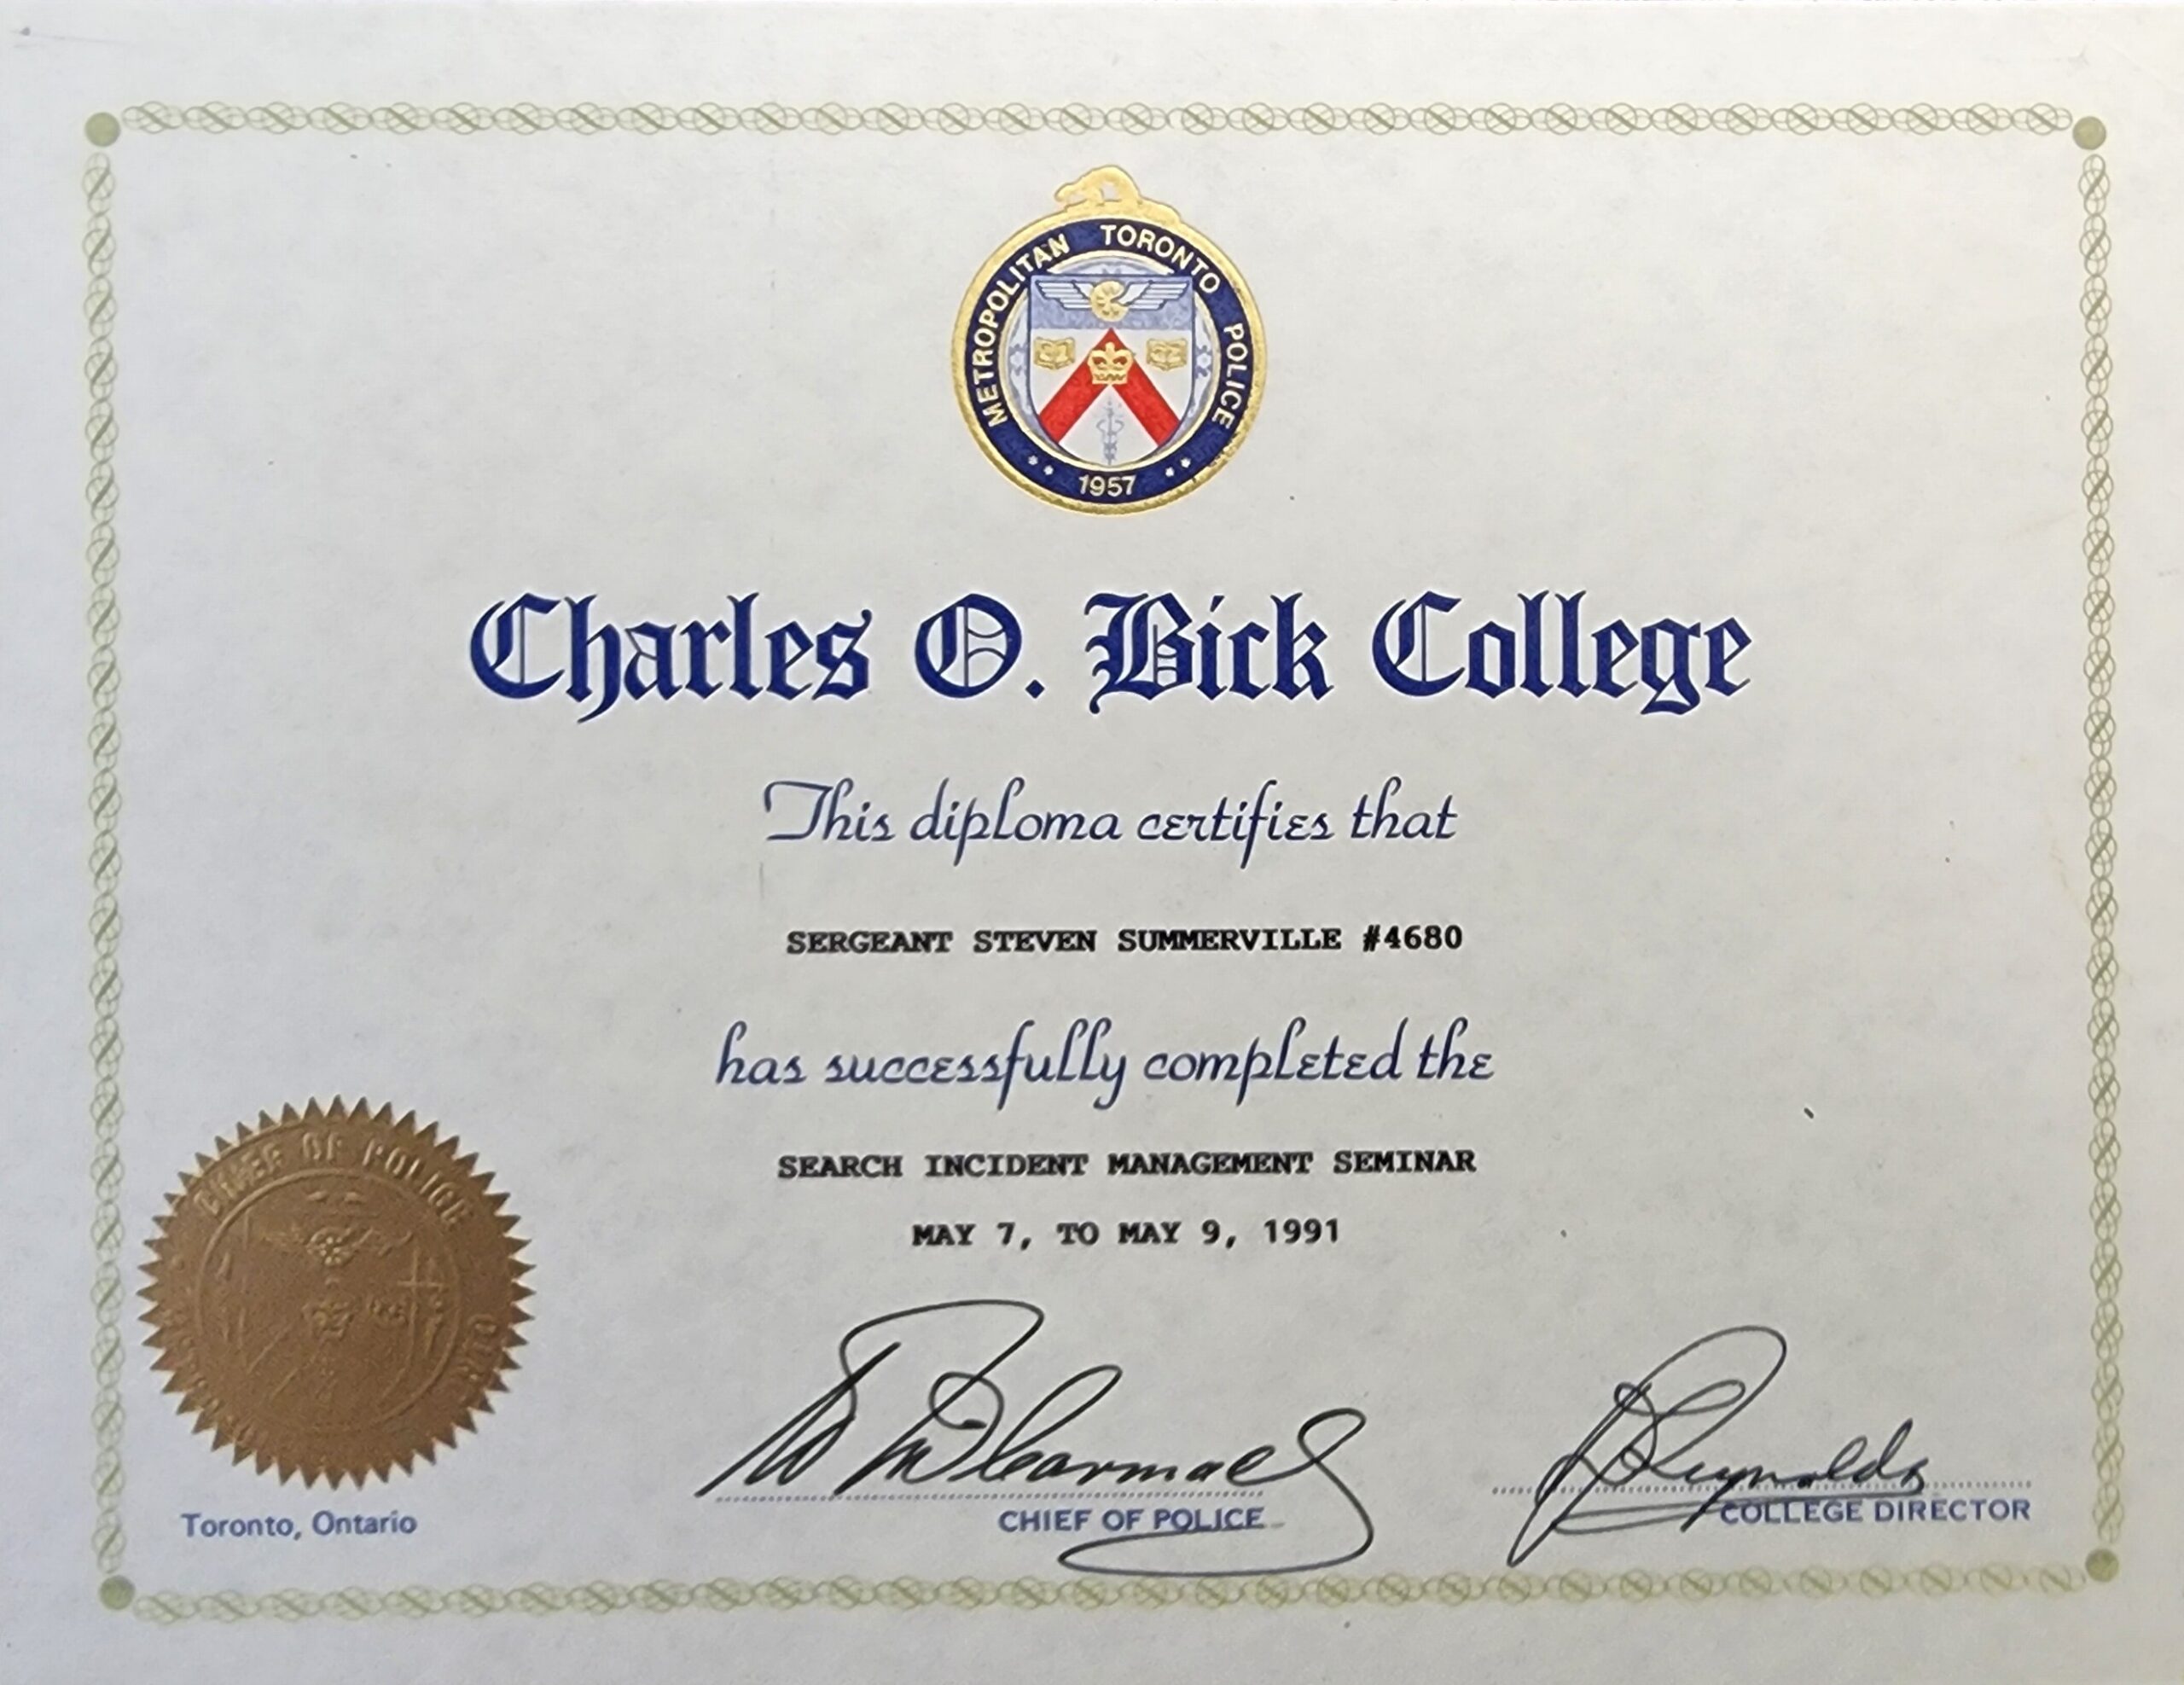 METROPOLITAN TORONTO POLICE
1957
Charles O. Bick College
This diploma certifies that
SERGEANT STEVEN SUMMERVILLE #4680
has successfully completed the
SEARCH INCIDENT MANAGEMENT SEMINAR
MAY 7, TO MAY 9, 1991
CHIEF OF POLICE
Toronto, Ontario
CHIEF OF POLICE
Reynolds
COLLEGE DIRECTOR